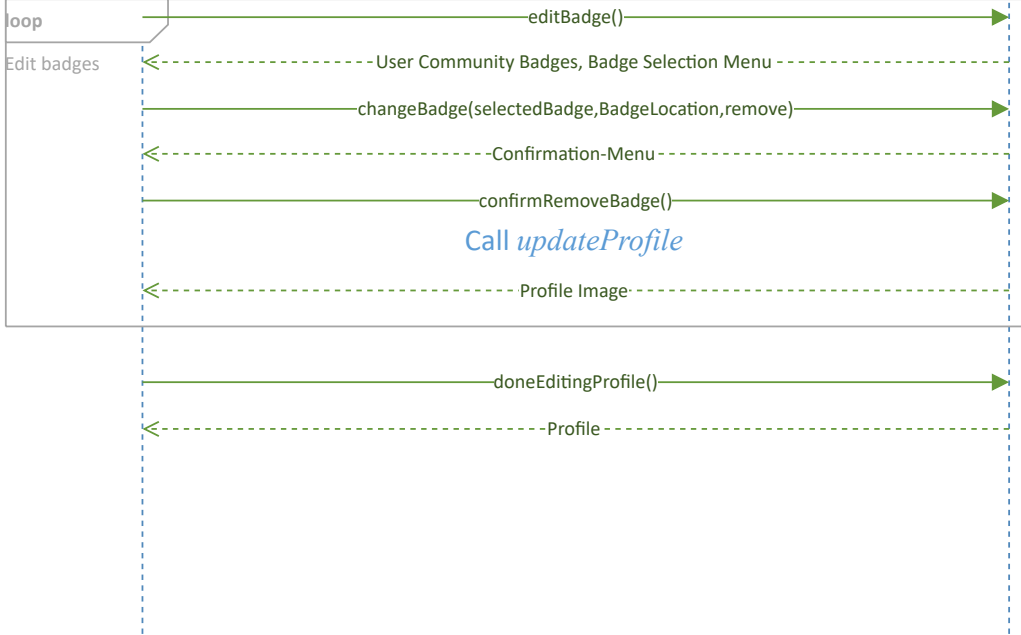 loop
editBadge()
Edit badges
User Community Badges, Badge Selection Menu
changeBadge(selectedBadge,BadgeLocation,remove)
Confirmation-Menu
confirmRemoveBadge()
Call updateProfile
Profile Image
doneEditingProfile()
Profile